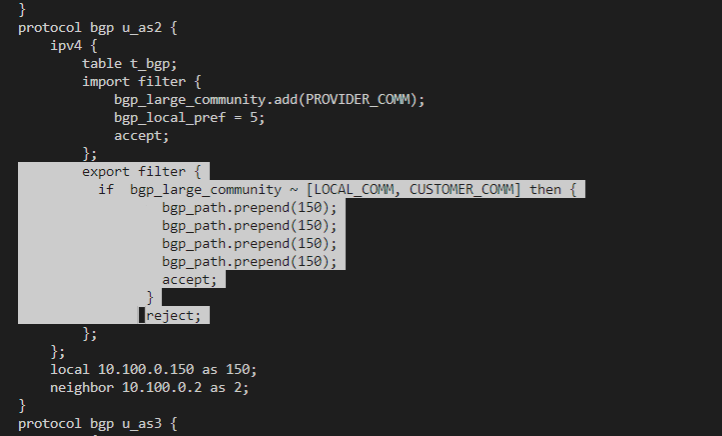 }
protocol bgp u_as2 {
    ipv4 {
        table t_bgp;
        import filter {
            bgp_large_community.add(PROVIDER_COMM);
            bgp_local_pref = 5;
            accept;
        };
        export filter {
          if  bgp_large_community ~ [LOCAL_COMM, CUSTOMER_COMM] then {
                  bgp_path.prepend(150);
                  bgp_path.prepend(150);
                  bgp_path.prepend(150);
                  bgp_path.prepend(150);
                  accept;
                }
                reject;
        };
    };
    local 10.100.0.150 as 150;
    neighbor 10.100.0.2 as 2;
}
protocol bgp u_as3 {